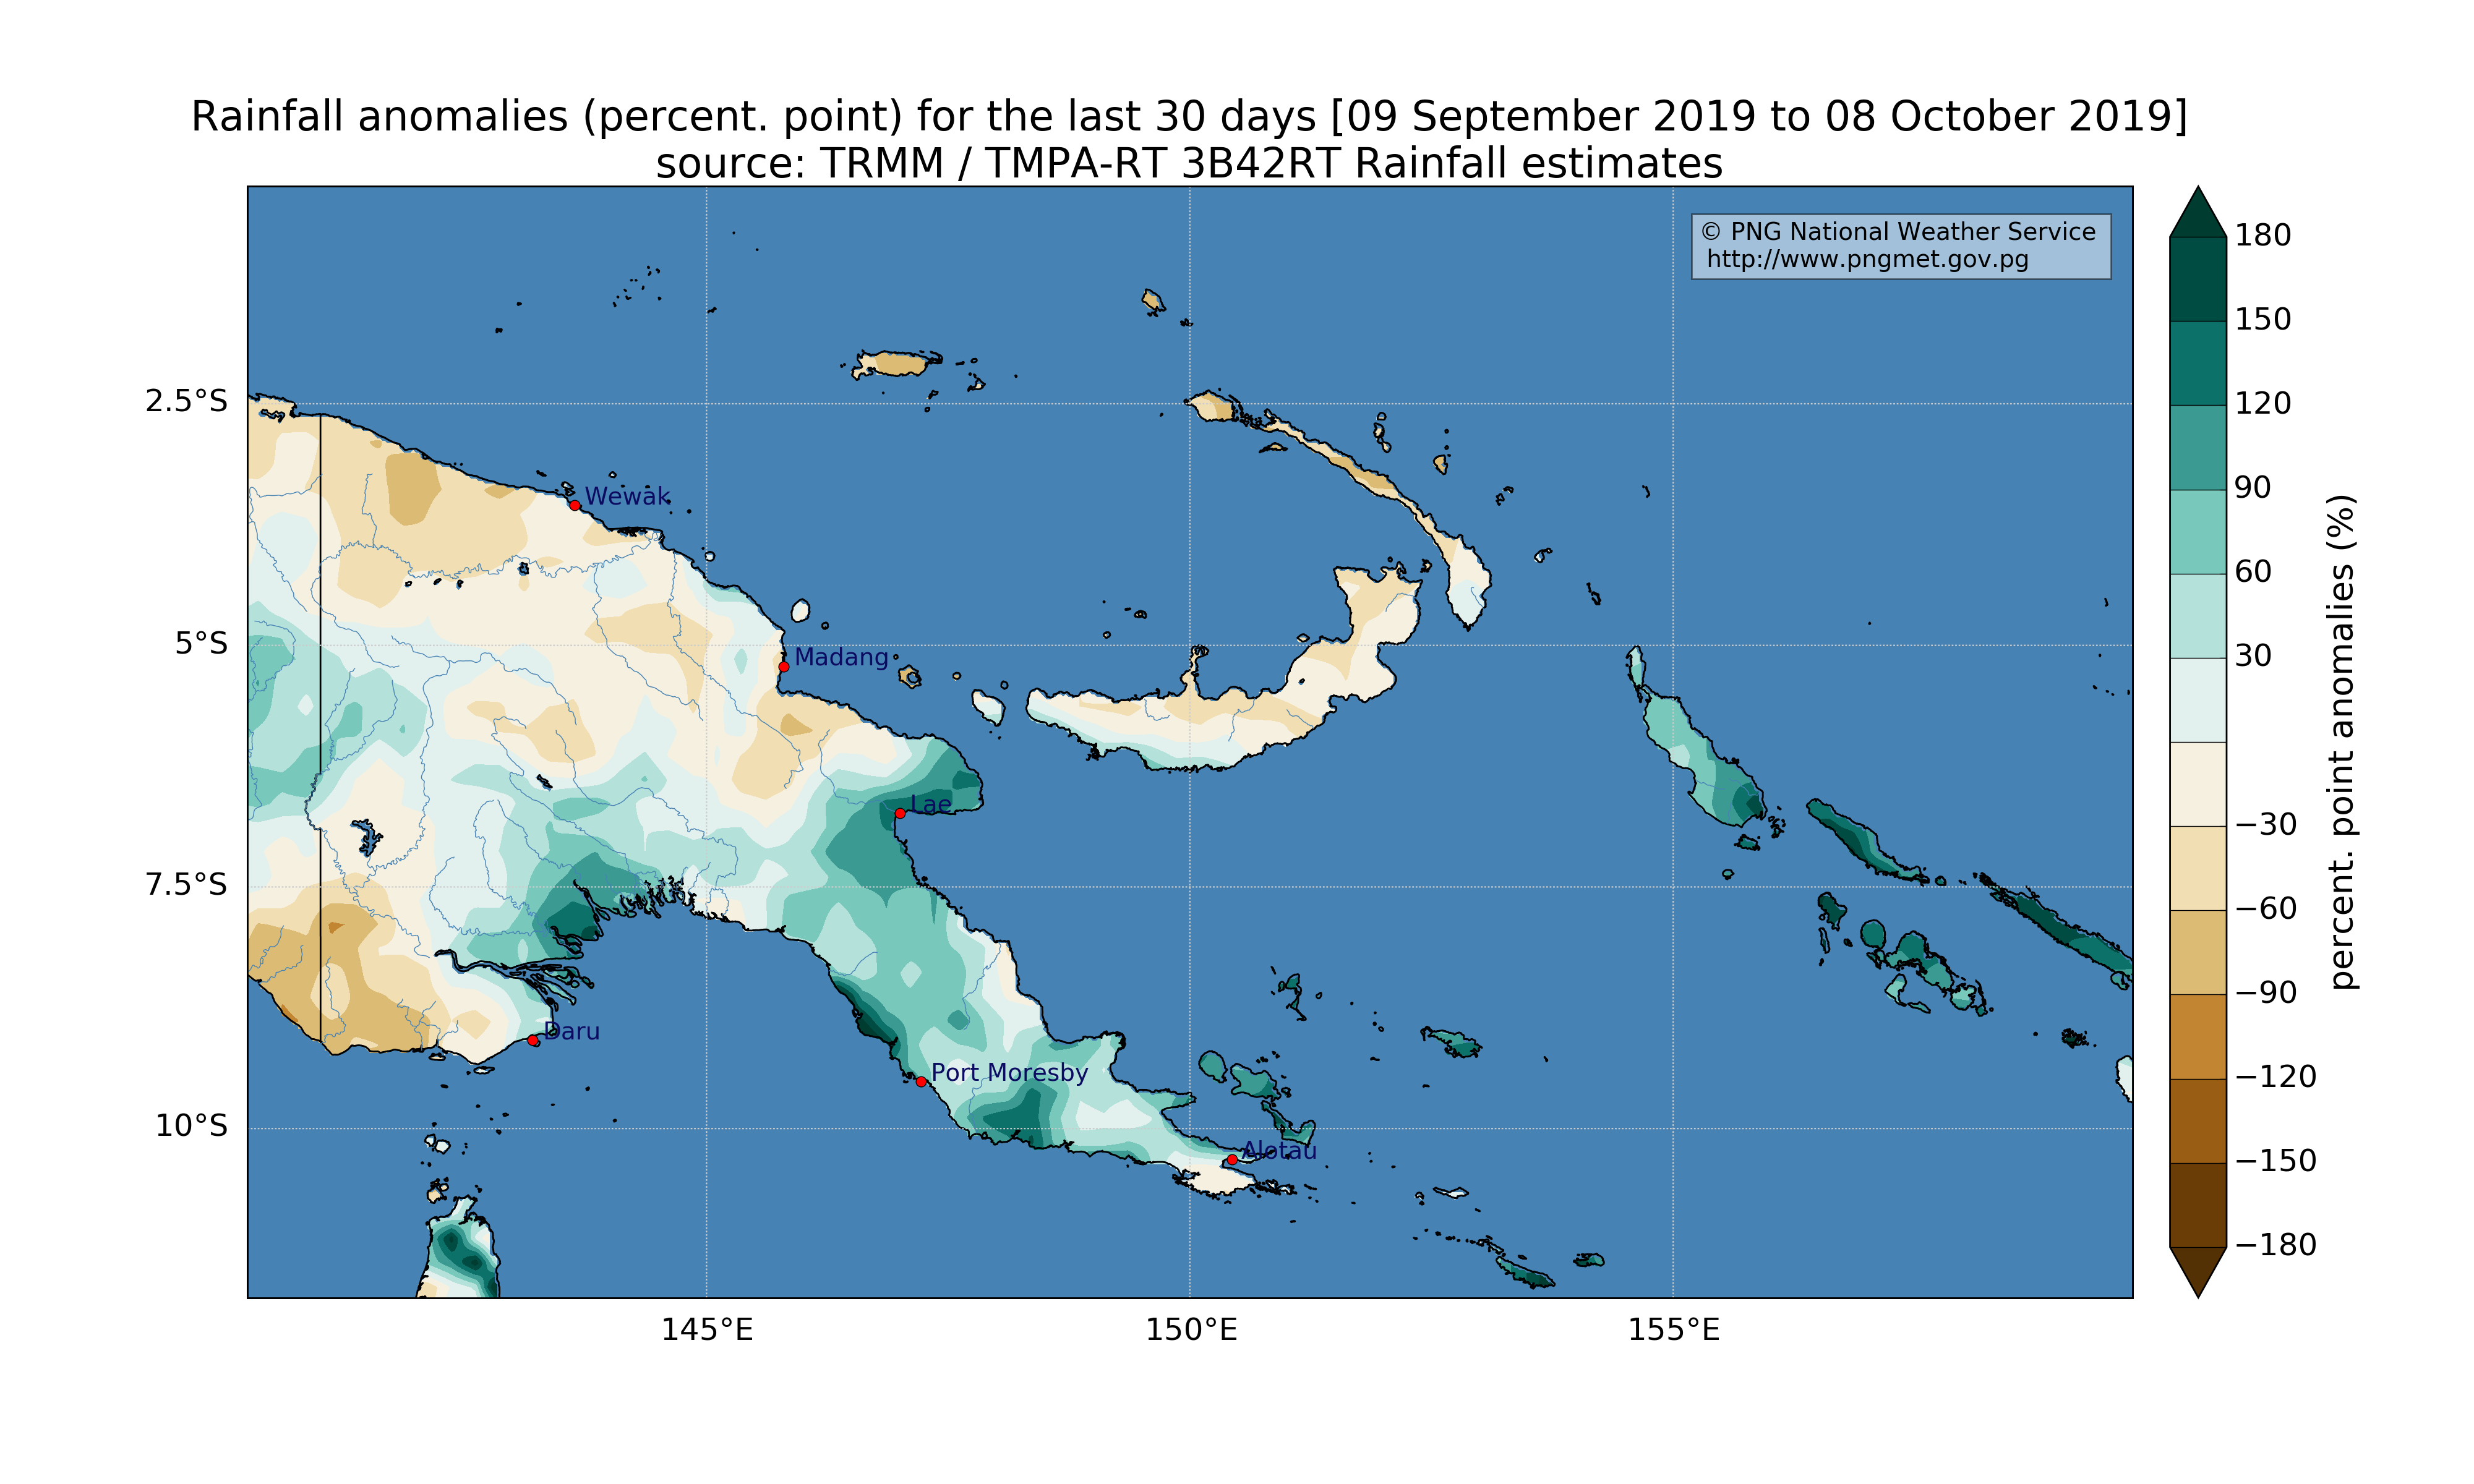 Rainfall anomalies (percent. point) for the last 30 days [09 September 2019 to 08 October 2019]
source: TRMM / TMPA-RT 3B42RT Rainfall estimates
© PNG National Weather Service
http://www.pngmet.gov.pg
2.5°S
5°S
7.5°S
10°S
145°E
150°E
155°E
Wewak
Madang
Lae
Daru
Port Moresby
Alotau
180
150
120
90
60
30
−30
−60
−90
−120
−150
−180
percent. point anomalies (%)